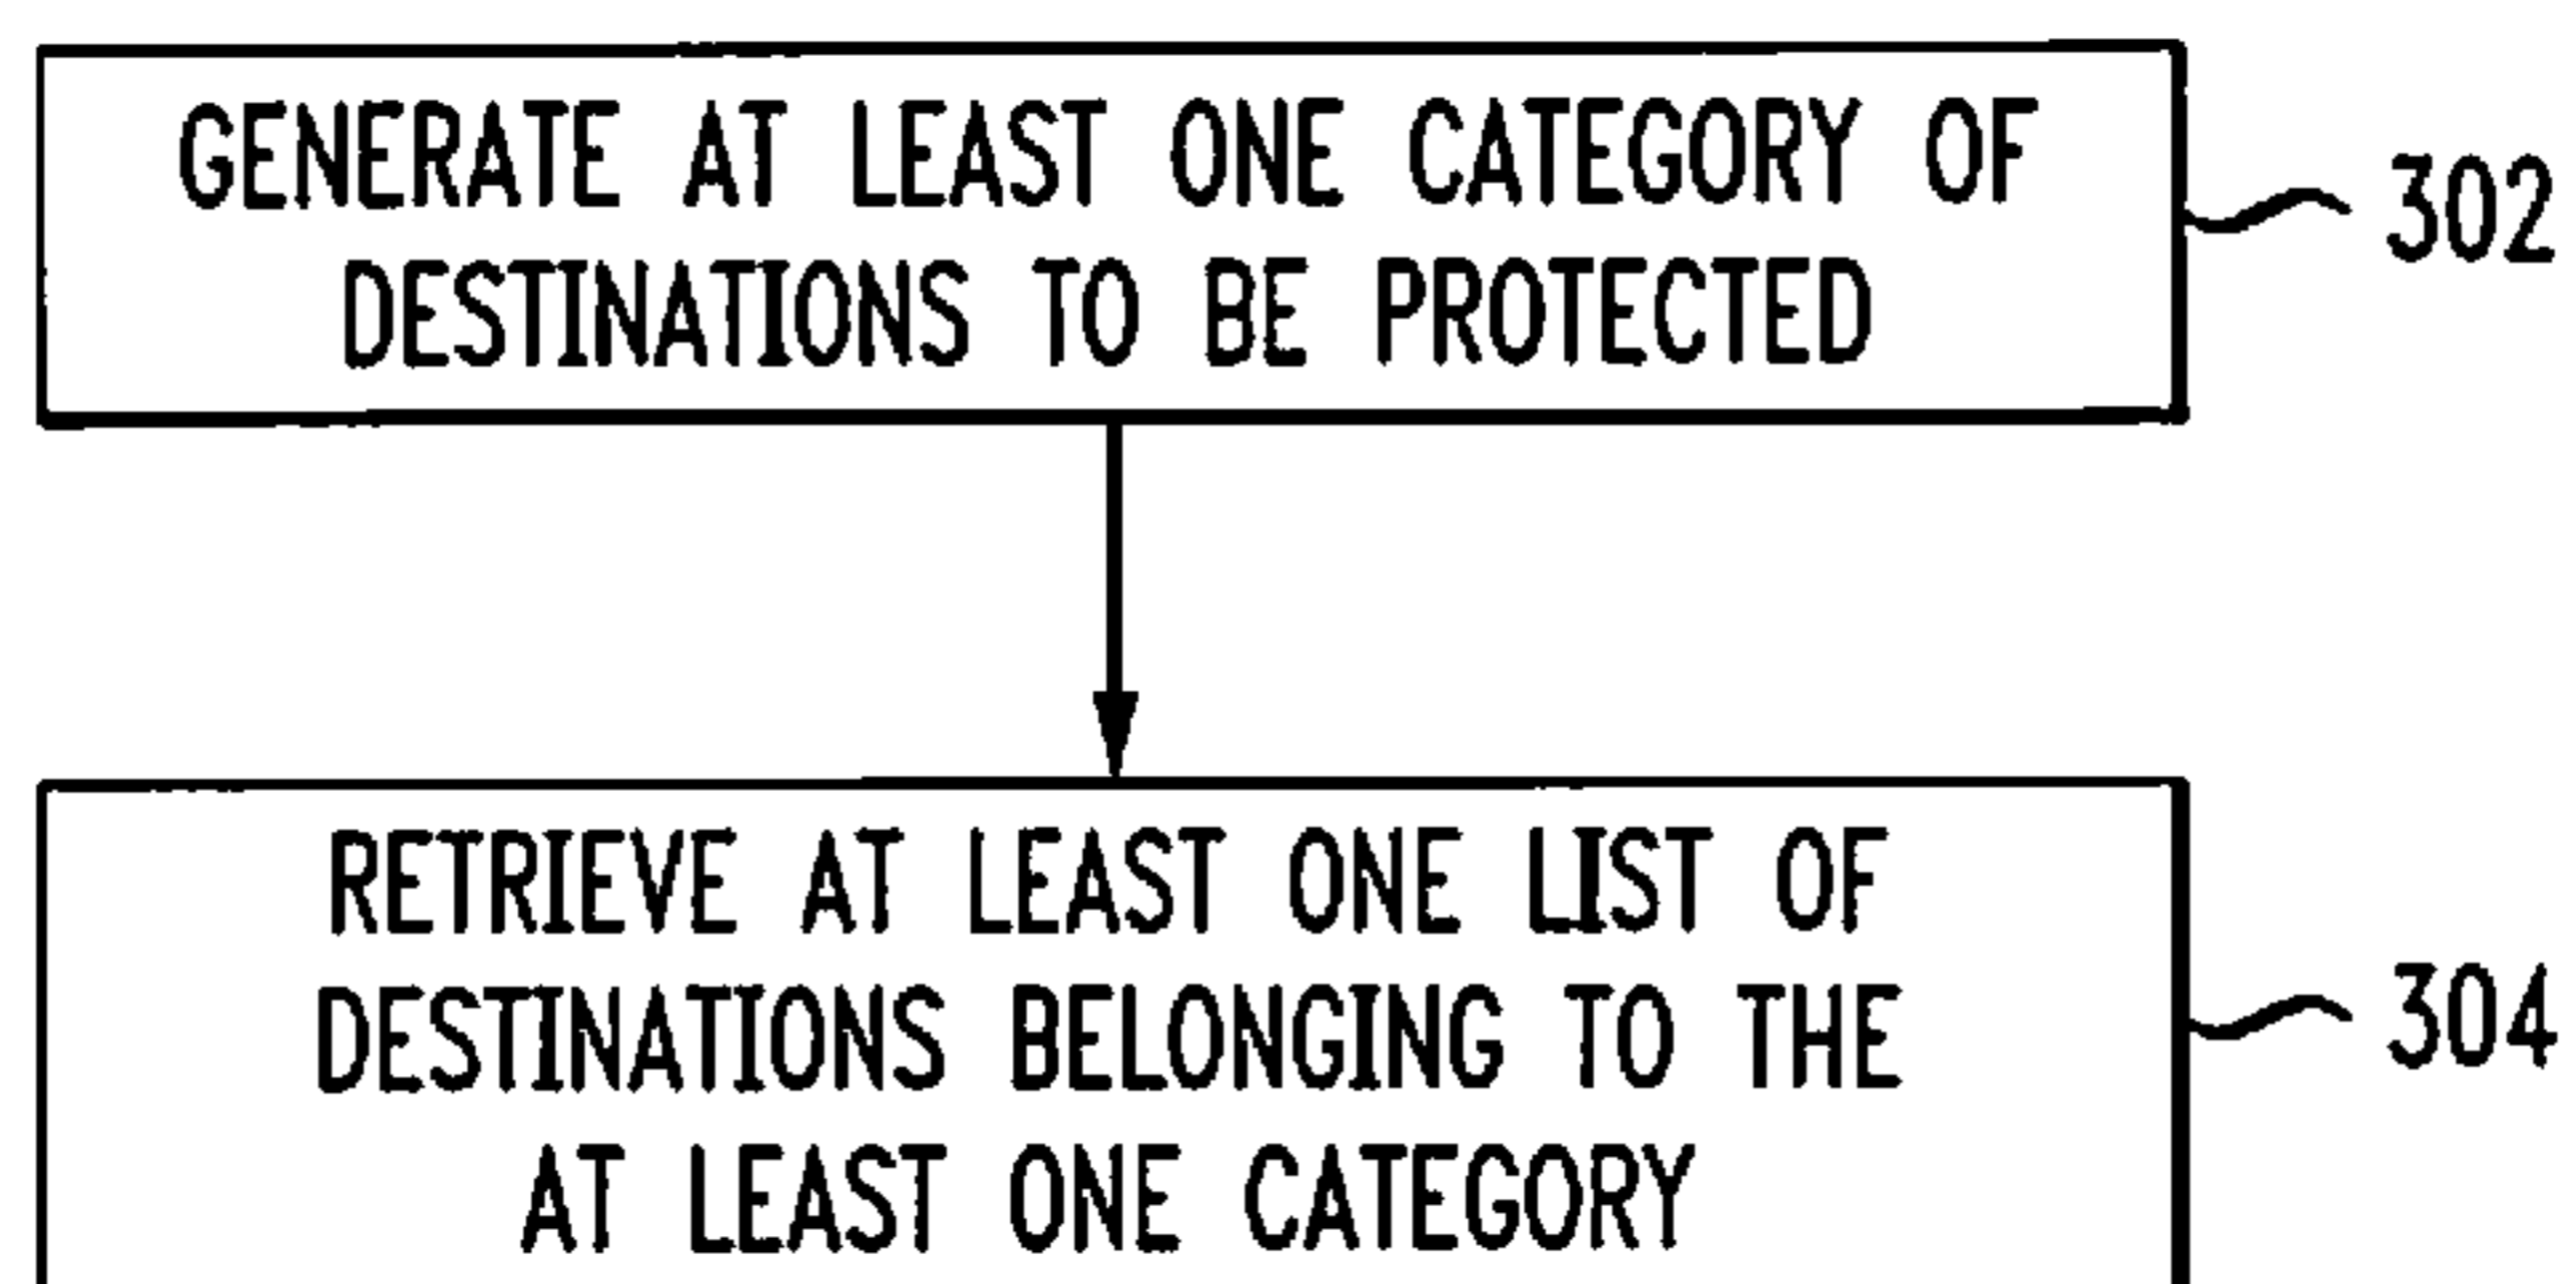 GENERATE AT LEAST ONE CATEGORY OF
DESTINATIONS TO BE PROTECTED
302
RETRIEVE AT LEAST ONE LIST OF
DESTINATIONS BELONGING TO THE
AT LEAST ONE CATEGORY
304